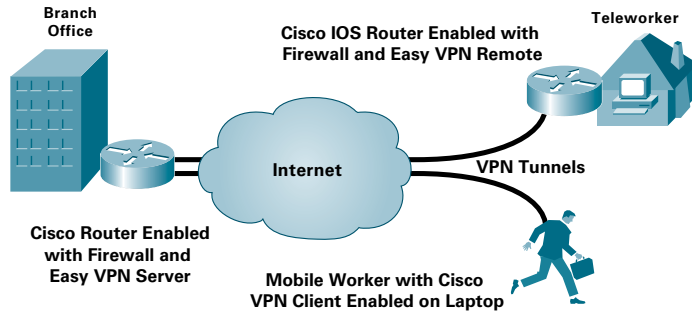 Branch
Office
Cisco IOS Router Enabled with
Firewall and Easy VPN Remote
Teleworker
Internet
VPN Tunnels
Cisco Router Enabled
with Firewall and
Easy VPN Server
Mobile Worker with Cisco
VPN Client Enabled on Laptop